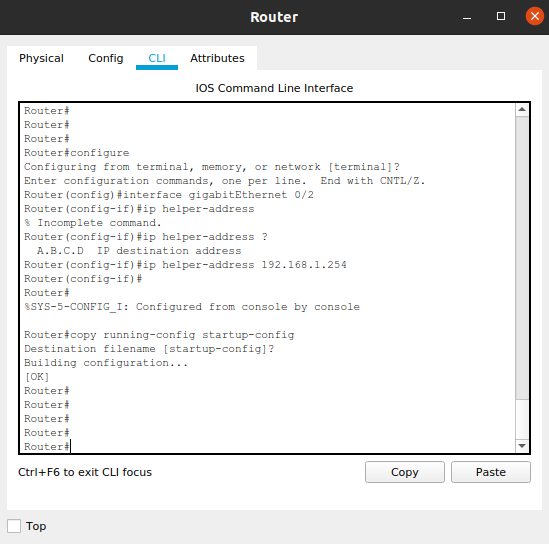 Router
Physical Config CLI Attributes
IOS Command Line Interface
Router#
Router#
Router#
Router#configure
Configuring from terminal, memory, or network [terminal]?
Enter configuration commands, one per line.  End with CNTL/Z.
Router(config)#interface gigabitEthernet 0/2
Router(config-if)#ip helper-address
% Incomplete command.
Router(config-if)#ip helper-address ?
  A.B.C.D  IP destination address
Router(config-if)#ip helper-address 192.168.1.254
Router(config-if)#
Router#
%SYS-5-CONFIG_I: Configured from console by console
Router#copy running-config startup-config
Destination filename [startup-config]?
Building configuration...
[OK]
Router#
Router#
Router#
Router#
Router#
Ctrl+F6 to exit CLI focus
Copy Paste
Top